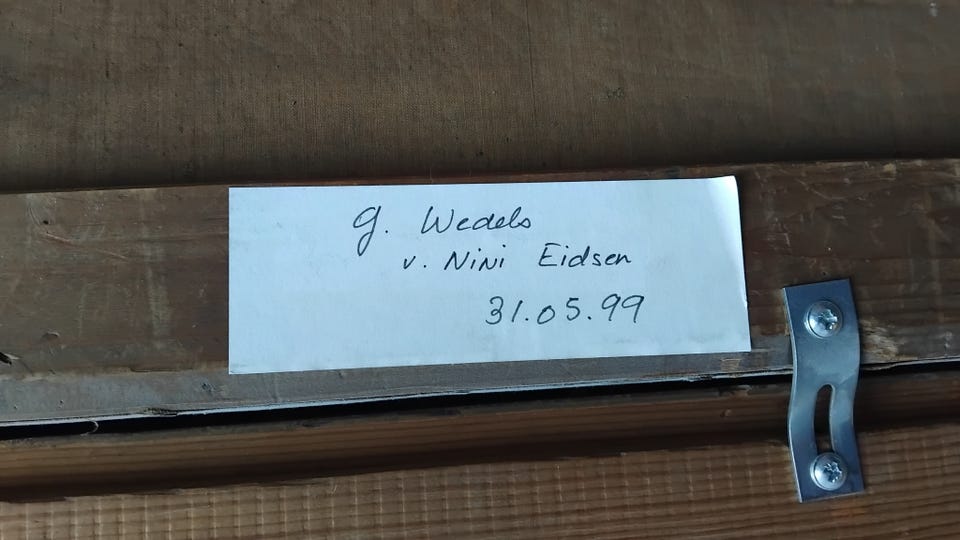 G. Wedels
v. Nini Eidsen
31.05.99